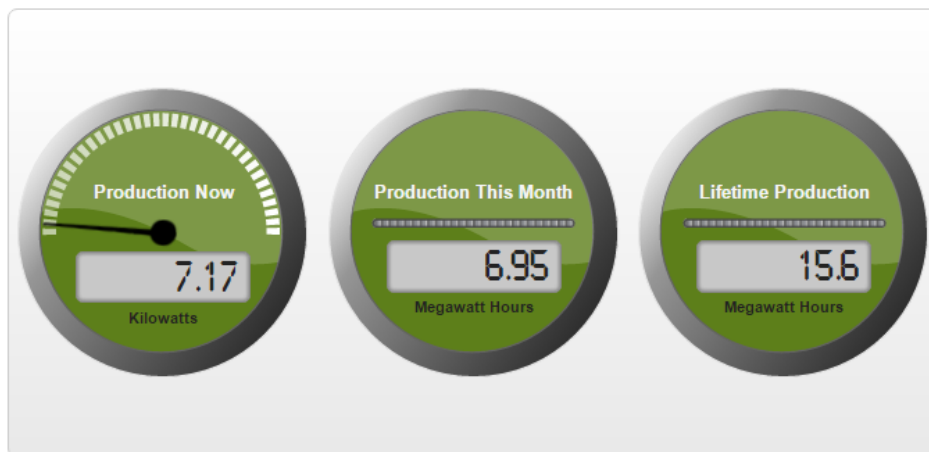 Production Now
7.17
Kilowatts
Production This Month
6.95
Megawatt Hours
Lifetime Production
15.6
Megawatt Hours